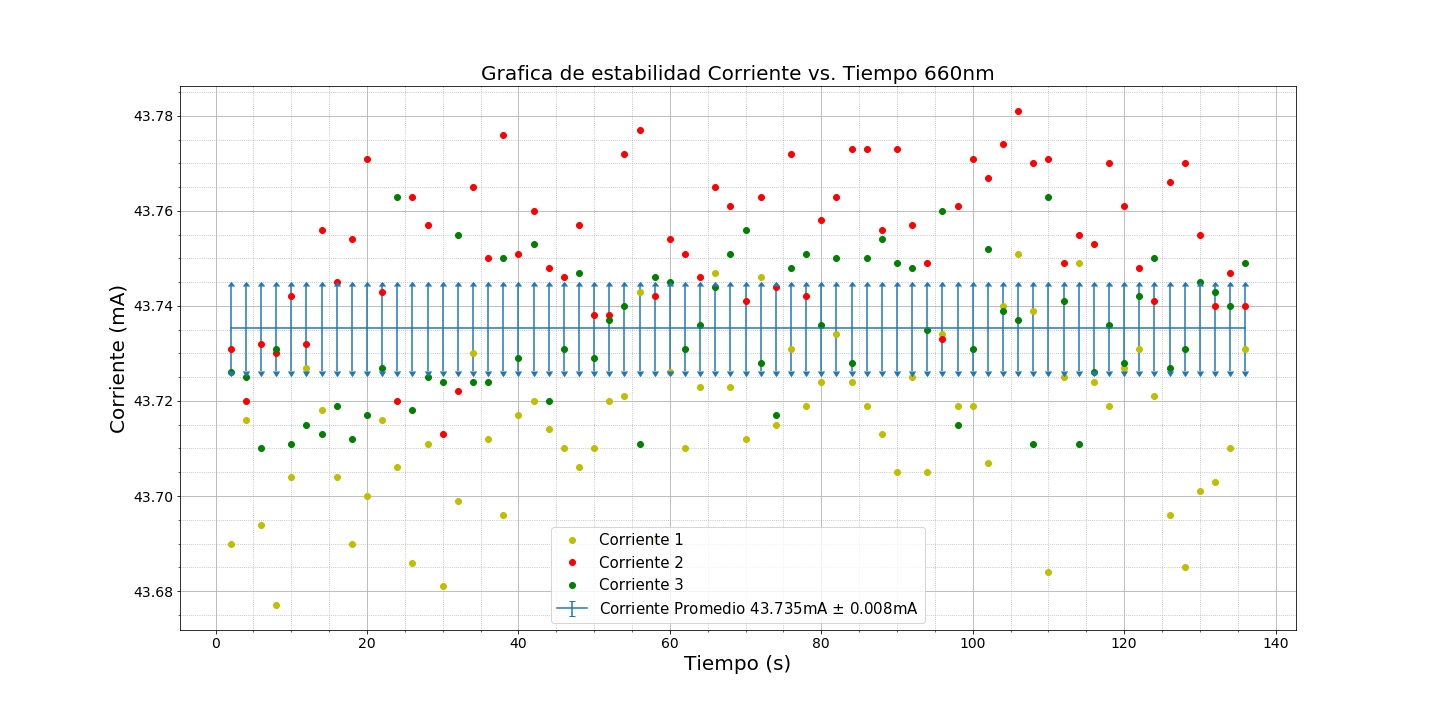 Grafica de estabilidad Corriente vs. Tiempo 660nm
Corriente (mA)
43.78
43.76
43.74
43.72
43.70
43.68
Corriente 1
Corriente 2
Corriente 3
Corriente Promedio 43.735mA ± 0.008mA
0 20 40 60 80 100 120 140
Tiempo (s)